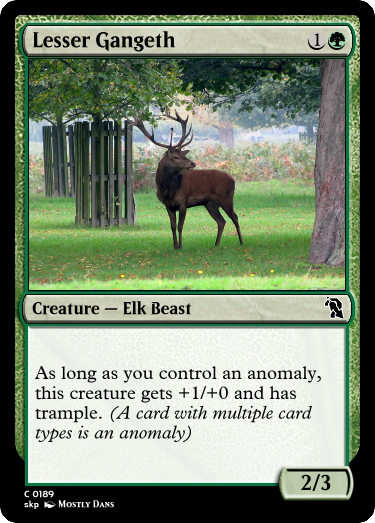 Lesser Gangeth 1
Creature — Elk Beast
As long as you control an anomaly,
this creature gets +1/+0 and has
trample. (A card with multiple card
types is an anomaly)
2/3
C 0189
skp Mostly Dans